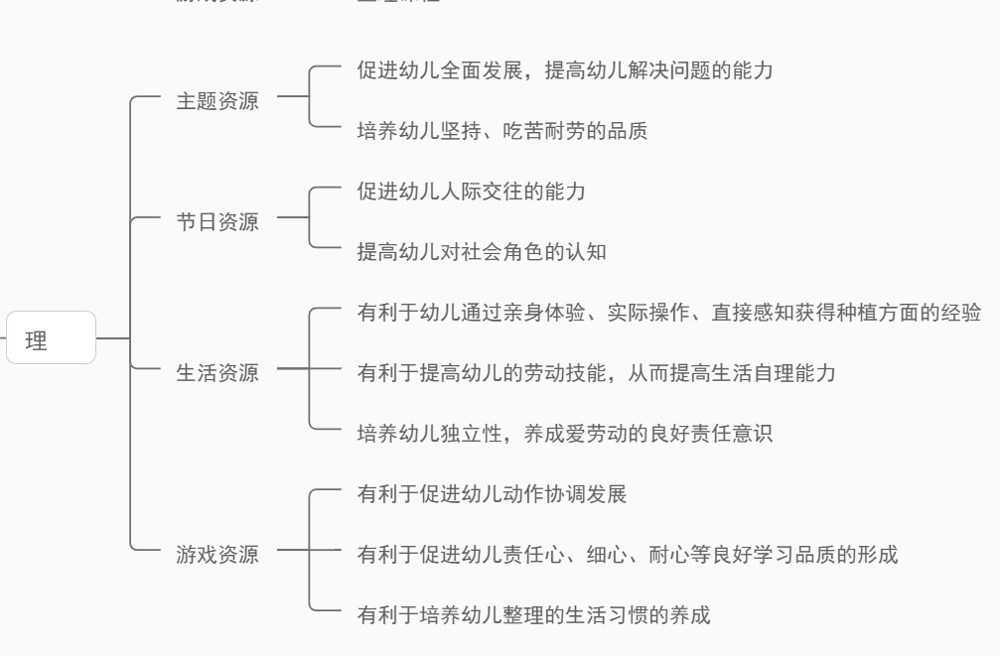 主题资源
促进幼儿全面发展，提高幼儿解决问题的能力
培养幼儿坚持、吃苦耐劳的品质
节日资源
促进幼儿人际交往的能力
提高幼儿对社会角色的认知
理
生活资源
有利于幼儿通过亲身体验、实际操作、直接感知获得种植方面的经验
有利于提高幼儿的劳动技能，从而提高生活自理能力
培养幼儿独立性，养成爱劳动的良好责任意识
游戏资源
有利于促进幼儿动作协调发展
有利于促进幼儿责任心、细心、耐心等良好学习品质的形成
有利于培养幼儿整理的生活习惯的养成